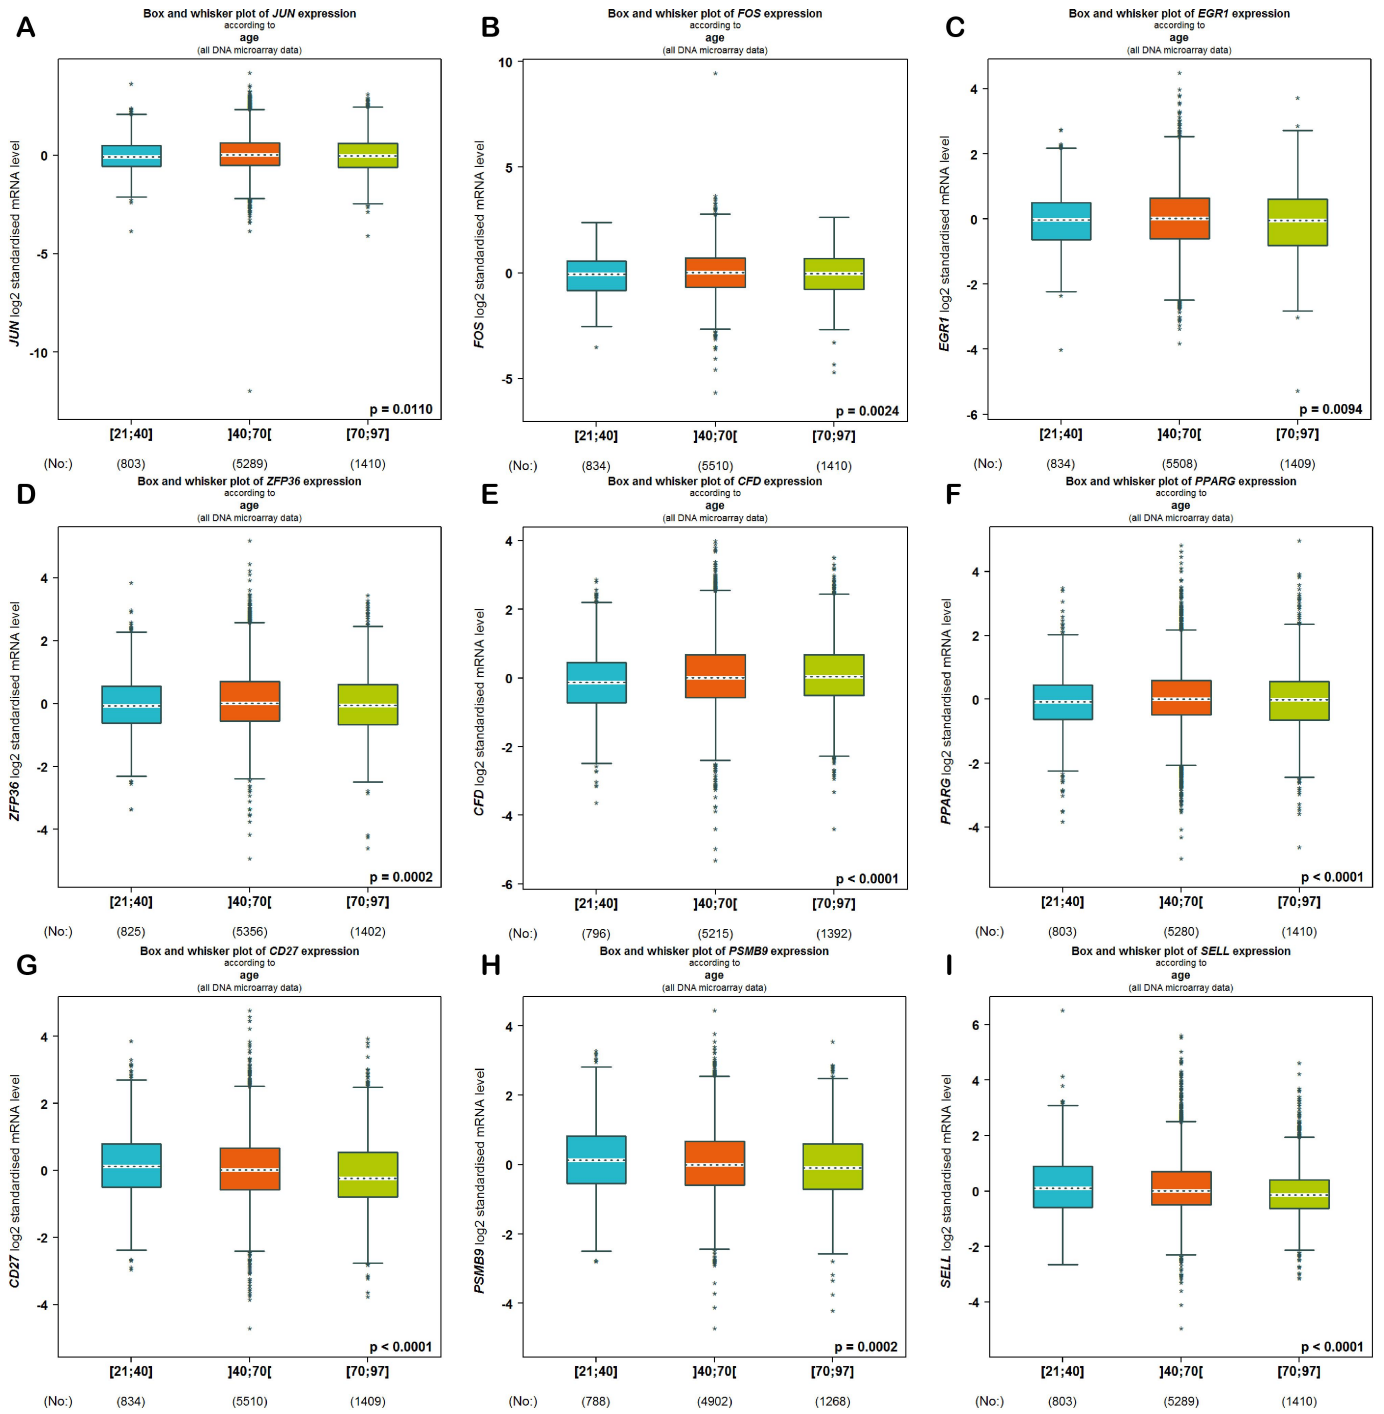 A
Box and whisker plot of JUN expression
according to
age
(all DNA microarray data)
JUN log2 standardised mRNA level
0
-5
-10
p = 0.0110
[21;40]
]40;70[
[70;97]
(No:)
(803)
(5289)
(1410)
B
Box and whisker plot of FOS expression
according to
age
(all DNA microarray data)
FOS log2 standardised mRNA level
10
5
0
-5
p = 0.0024
[21;40]
]40;70[
[70;97]
(No:)
(834)
(5510)
(1410)
C
Box and whisker plot of EGR1 expression
according to
age
(all DNA microarray data)
EGR1 log2 standardised mRNA level
4
2
0
-2
-4
-6
p = 0.0094
[21;40]
]40;70[
[70;97]
(No:)
(834)
(5508)
(1409)
D
Box and whisker plot of ZFP36 expression
according to
age
(all DNA microarray data)
ZFP36 log2 standardised mRNA level
4
2
0
-2
-4
p = 0.0002
[21;40]
]40;70[
[70;97]
(No:)
(825)
(5356)
(1402)
E
Box and whisker plot of CFD expression
according to
age
(all DNA microarray data)
CFD log2 standardised mRNA level
4
2
0
-2
-4
-6
p < 0.0001
[21;40]
]40;70[
[70;97]
(No:)
(796)
(5215)
(1392)
F
Box and whisker plot of PPARG expression
according to
age
(all DNA microarray data)
PPARG log2 standardised mRNA level
4
2
0
-2
-4
p < 0.0001
[21;40]
]40;70[
[70;97]
(No:)
(803)
(5280)
(1410)
G
Box and whisker plot of CD27 expression
according to
age
(all DNA microarray data)
CD27 log2 standardised mRNA level
4
2
0
-2
-4
p < 0.0001
[21;40]
]40;70[
[70;97]
(No:)
(834)
(5510)
(1409)
H
Box and whisker plot of PSMB9 expression
according to
age
(all DNA microarray data)
PSMB9 log2 standardised mRNA level
4
2
0
-2
-4
p = 0.0002
[21;40]
]40;70[
[70;97]
(No:)
(788)
(4902)
(1268)
I
Box and whisker plot of SELL expression
according to
age
(all DNA microarray data)
SELL log2 standardised mRNA level
6
4
2
0
-2
-4
p < 0.0001
[21;40]
]40;70[
[70;97]
(No:)
(803)
(5289)
(1410)